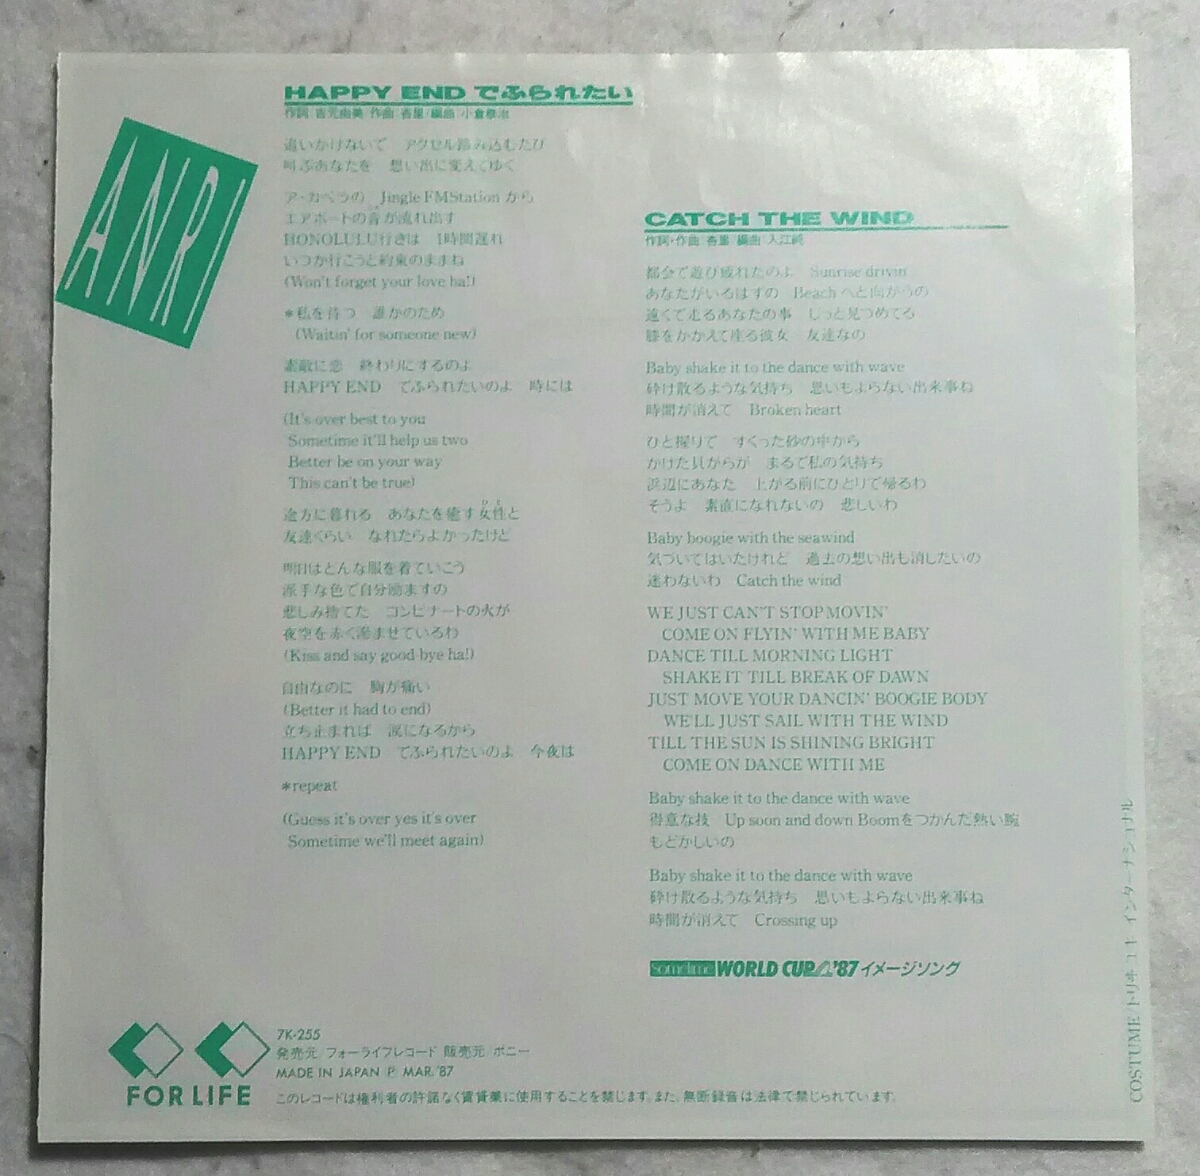 ANRI
HAPPY END でふられたい
作詞/吉元由美/作曲/杏里/編曲/小倉泰治
追いかけないで　アクセル踏み込むたび
叫ぶあなたを　想い出に変えてゆく
ア・カペラの　Jingle FMStation から
エアポートの音が流れ出す
HONOLULU行きは　1時間遅れ
いつか行こうと約束のままね
(Won't forget your love ha!)
*私を待つ　誰かのため
(Waitin' for someone new)
素敵に恋　終わりにするのよ
HAPPY END　でふられたいのよ　時には
(It's over best to you
Sometime it'll help us two
Better be on your way
This can't be true)
途方に暮れる　あなたを癒す女性と
友達くらい　なれたらよかったけど
明日はどんな服を着ていこう
派手な色で自分励ますの
悲しみ捨てた　コンビナートの火が
夜空を赤く滲ませているわ
(Kiss and say good-bye ha!)
自由なのに　胸が痛い
(Better it had to end)
立ち止まれば　涙になるから
HAPPY END　でふられたいのよ　今夜は
*repeat
(Guess it's over yes it's over
Sometime we'll meet again)
CATCH THE WIND
作詞・作曲/杏里/編曲/入江純
都会で遊び疲れたのよ　Sunrise drivin'
あなたがいるはずの　Beachへと向かうの
遠くで走るあなたの事　じっと見つめてる
膝をかかえて座る彼女　友達なの
Baby shake it to the dance with wave
砕け散るような気持ち　思いもよらない出来事ね
時間が消えて　Broken heart
ひと握りで　すくった砂の中から
かけた貝がらが　まるで私の気持ち
浜辺にあなた　上がる前にひとりで帰るわ
そうよ　素直になれないの　悲しいわ
Baby boogie with the seawind
気づいてはいたけれど　過去の想い出も消したいの
迷わないわ　Catch the wind
WE JUST CAN'T STOP MOVIN'
COME ON FLYIN' WITH ME BABY
DANCE TILL MORNING LIGHT
SHAKE IT TILL BREAK OF DAWN
JUST MOVE YOUR DANCIN' BOOGIE BODY
WE'LL JUST SAIL WITH THE WIND
TILL THE SUN IS SHINING BRIGHT
COME ON DANCE WITH ME
Baby shake it to the dance with wave
得意な技　Up soon and down Boomをつかんだ熱い腕
もどかしいの
Baby shake it to the dance with wave
砕け散るような気持ち　思いもよらない出来事ね
時間が消えて　Crossing up
sometime WORLD CUP '87 イメージソング
COSTUME トリヰユキ インターナショナル
FOR LIFE
7K-255
発売元/フォーライフレコード 販売元/ポニー
MADE IN JAPAN Ⓟ MAR. '87
このレコードは権利者の許諾なく賃貸業に使用することを禁じます。また、無断録音は法律で禁じられています。